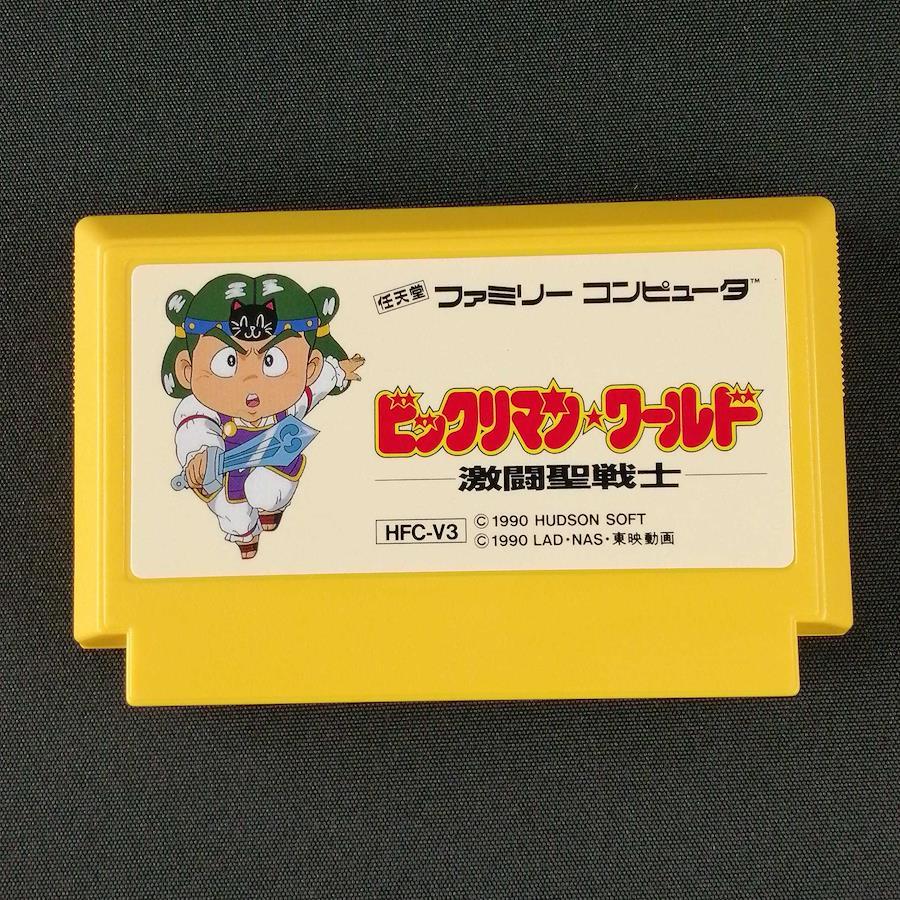 任天堂 ファミリー コンピュータ™
ビックリマン★ワールド
激闘聖戦士
HFC-V3
© 1990 HUDSON SOFT
© 1990 LAD・NAS・東映動画